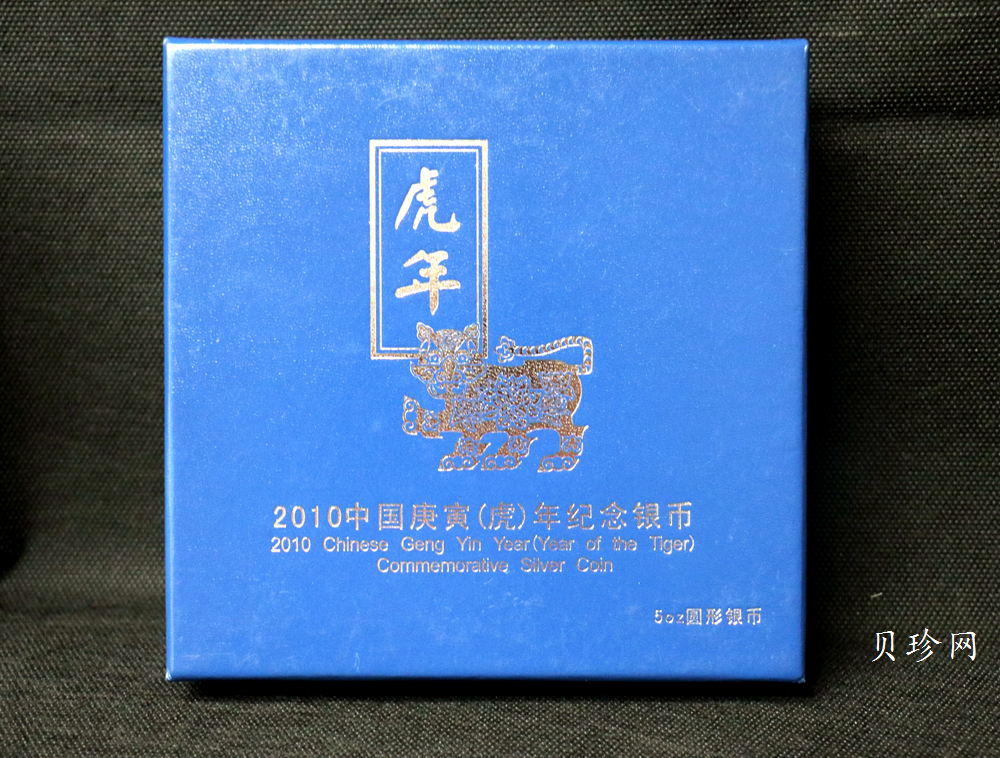 虎
年
2010中国庚寅(虎)年纪念银币
2010 Chinese Geng Yin Year(Year of the Tiger)
Commemorative Silver Coin
5oz圆形银币
贝珍网